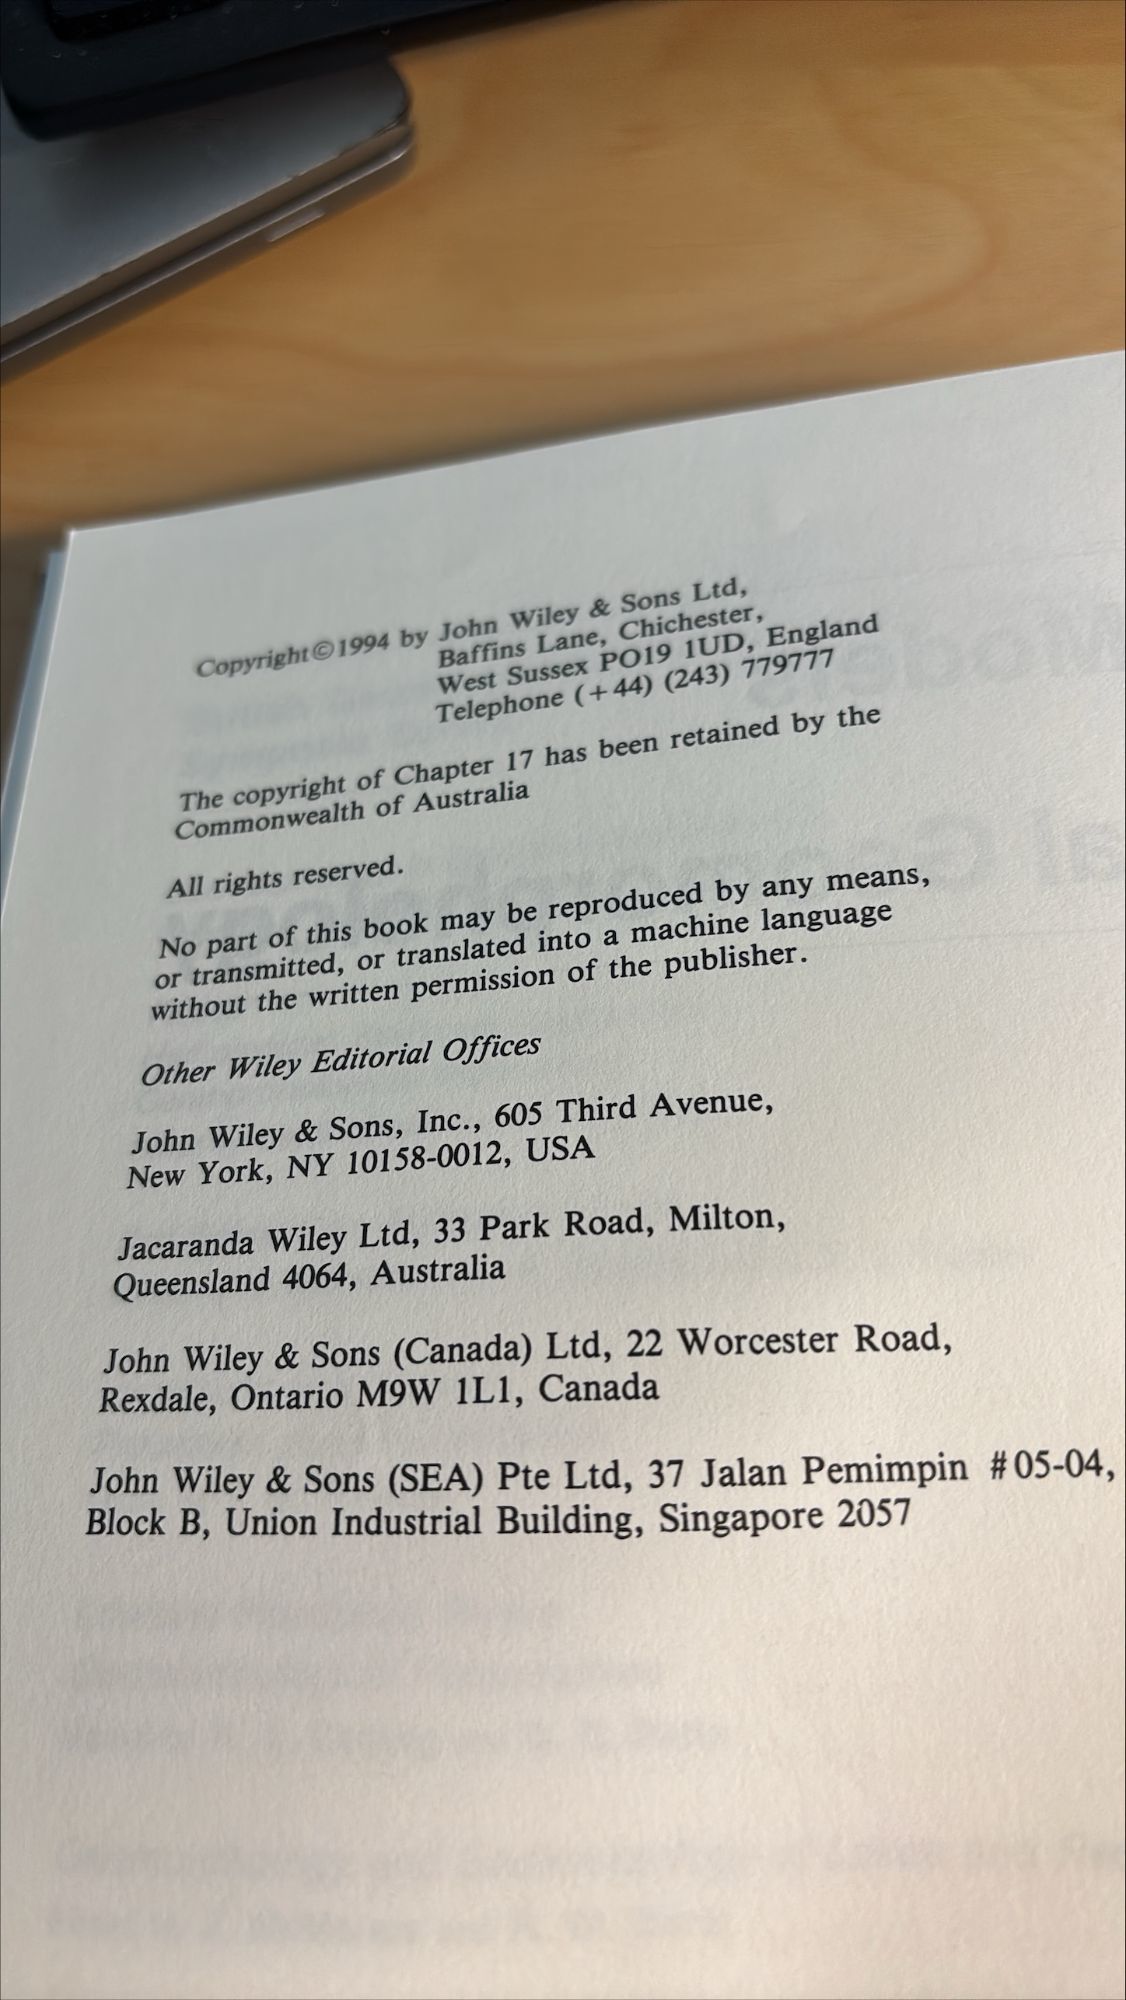 Copyright©1994 by John Wiley & Sons Ltd,
Baffins Lane, Chichester,
West Sussex PO19 1UD, England
Telephone (+44) (243) 779777
The copyright of Chapter 17 has been retained by the
Commonwealth of Australia
All rights reserved.
No part of this book may be reproduced by any means,
or transmitted, or translated into a machine language
without the written permission of the publisher.
Other Wiley Editorial Offices
John Wiley & Sons, Inc., 605 Third Avenue,
New York, NY 10158-0012, USA
Jacaranda Wiley Ltd, 33 Park Road, Milton,
Queensland 4064, Australia
John Wiley & Sons (Canada) Ltd, 22 Worcester Road,
Rexdale, Ontario M9W 1L1, Canada
John Wiley & Sons (SEA) Pte Ltd, 37 Jalan Pemimpin #05-04,
Block B, Union Industrial Building, Singapore 2057